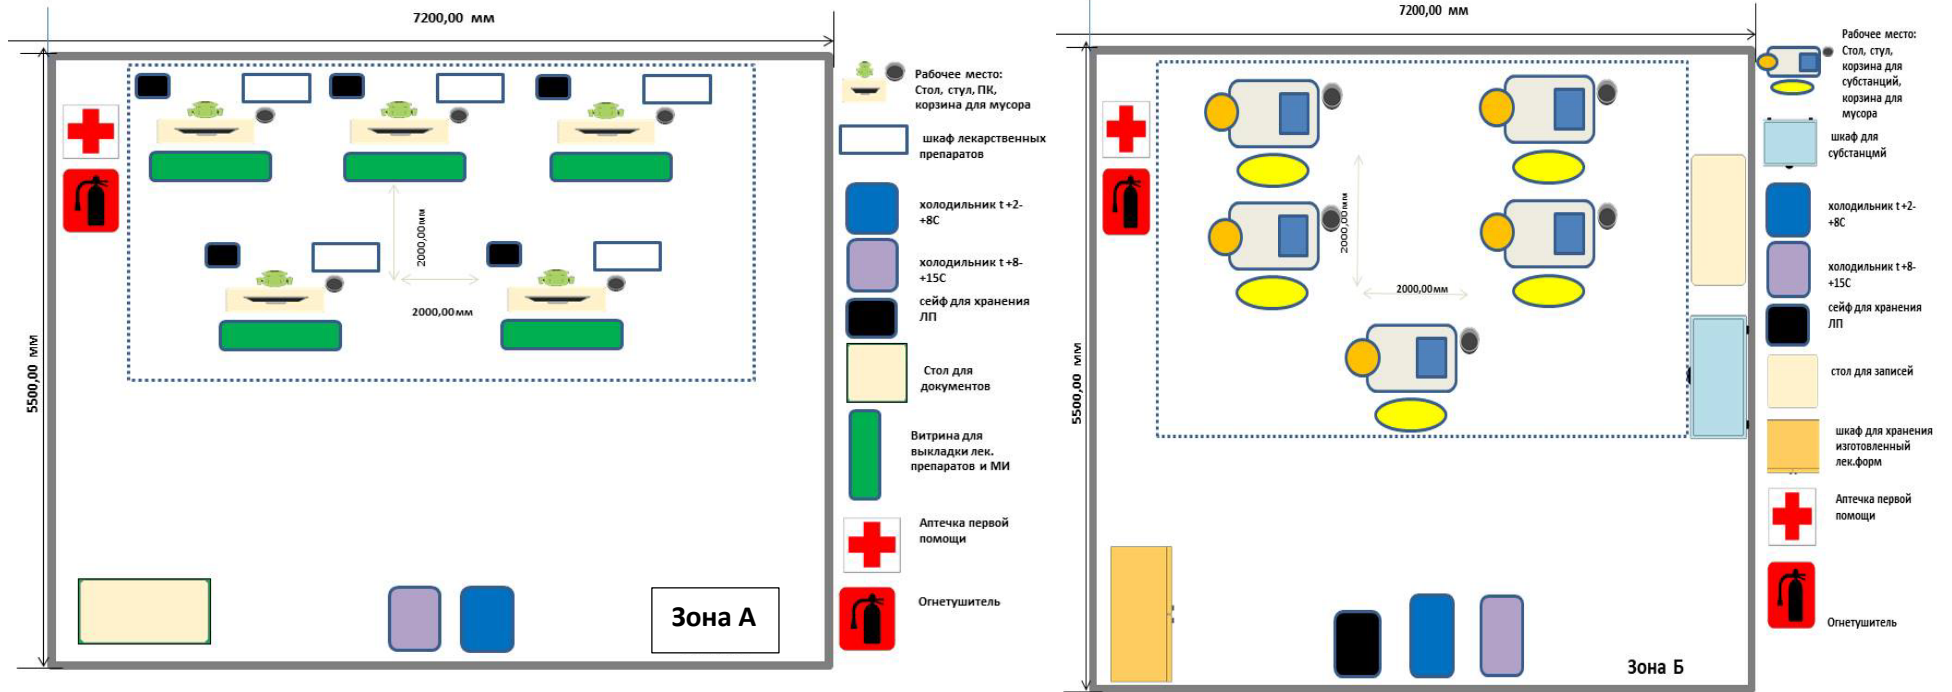 7200,00 мм
5500,00 мм
2000,00мм
2000,00мм
Зона А
Рабочее место:
Стол, стул, ПК,
корзина для мусора
шкаф лекарственных
препаратов
холодильник t +2-
+8С
холодильник t +8-
+15С
сейф для хранения
ЛП
Стол для
документов
Витрина для
выкладки лек.
препаратов и МИ
Аптечка первой
помощи
Огнетушитель
7200,00 мм
5500,00 мм
2000,00мм
2000,00мм
Зона Б
Рабочее место:
Стол, стул,
корзина для
субстанций,
корзина для
мусора
шкаф для
субстанций
холодильник t +2-
+8С
холодильник t +8-
+15С
сейф для хранения
ЛП
стол для записей
шкаф для хранения
изготовленный
лек.форм
Аптечка первой
помощи
Огнетушитель